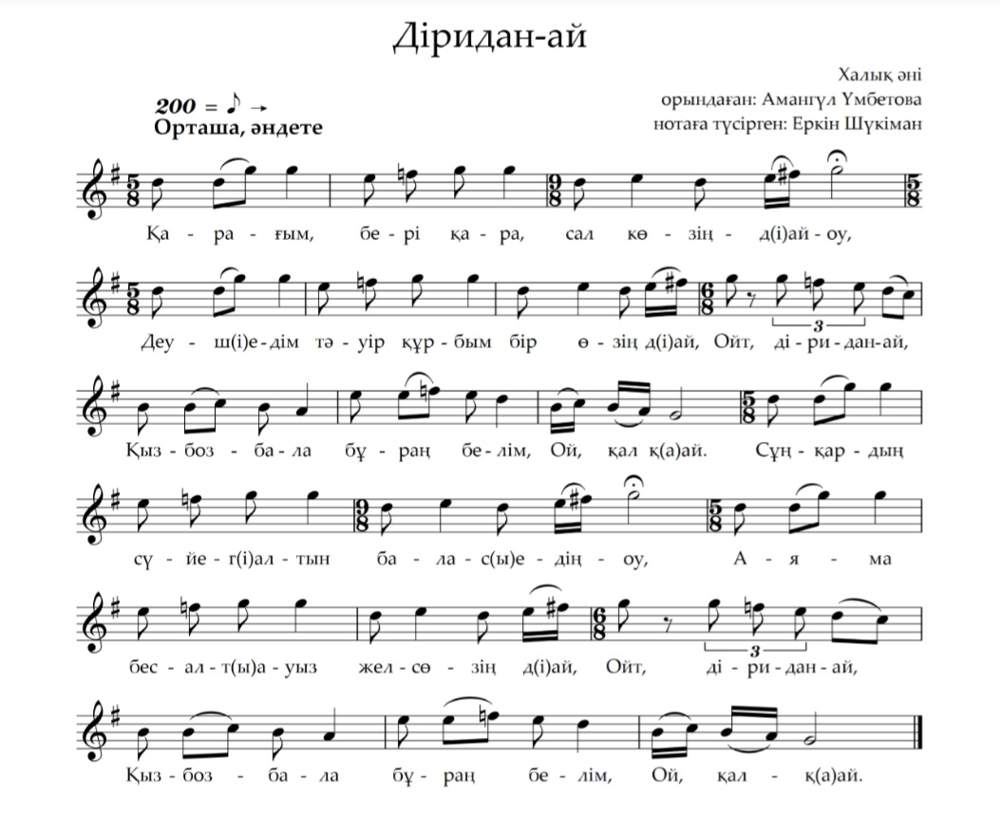 Діридан-ай
Халық әні
орындаған: Амангүл Үмбетова
нотаға түсірген: Еркін Шүкіман
200 = ♪ →
Орташа, әндете
Қа - ра - ғым, бе - рі қа - ра, сал кө - зің - д(і)ай - оу,
Деу - ш(і)е - дім тә - уір құр - бым бір ө - зің д(і)ай, Ойт, ді - ри - дан-ай,
3
Қыз - боз - ба - ла бұ - раң бе - лім, Ой, қал қ(а)ай. Сұң - қар - дың
сү - йе - г(і)ал - тын ба - ла - с(ы)е - дің - оу, А - я - ма
бес - ал - т(ы)а - уыз жел - сө - зің д(і)ай, Ойт, ді - ри - дан - ай,
3
Қыз - боз - ба - ла бұ - раң бе - лім, Ой, қал - қ(а)ай.